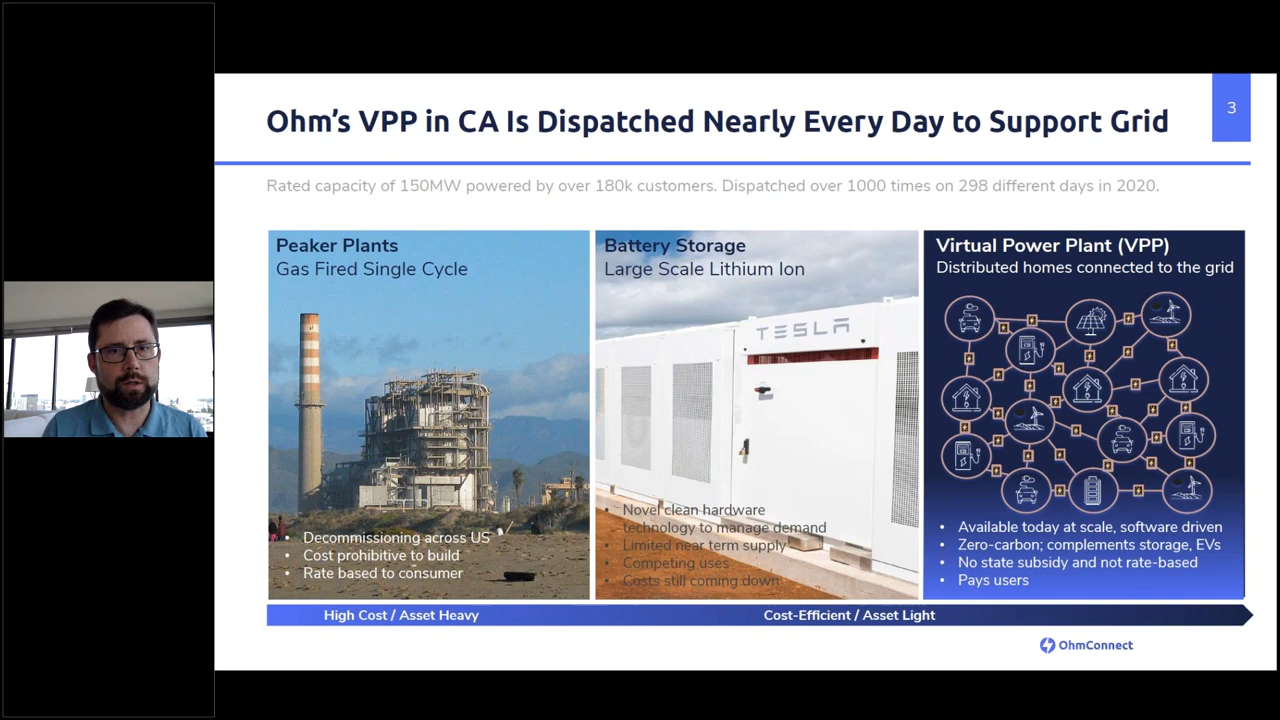 Ohm's VPP in CA Is Dispatched Nearly Every Day to Support Grid
3
Rated capacity of 150MW powered by over 180k customers. Dispatched over 1000 times on 298 different days in 2020.
Peaker Plants
Gas Fired Single Cycle
• Decommissioning across US
• Cost prohibitive to build
• Rate based to consumer
Battery Storage
Large Scale Lithium Ion
TESLA
• Novel clean hardware
technology to manage demand
• Limited near term supply
• Competing uses
• Costs still coming down
Virtual Power Plant (VPP)
Distributed homes connected to the grid
• Available today at scale, software driven
• Zero-carbon; complements storage, EVs
• No state subsidy and not rate-based
• Pays users
High Cost / Asset Heavy
Cost-Efficient / Asset Light
OhmConnect